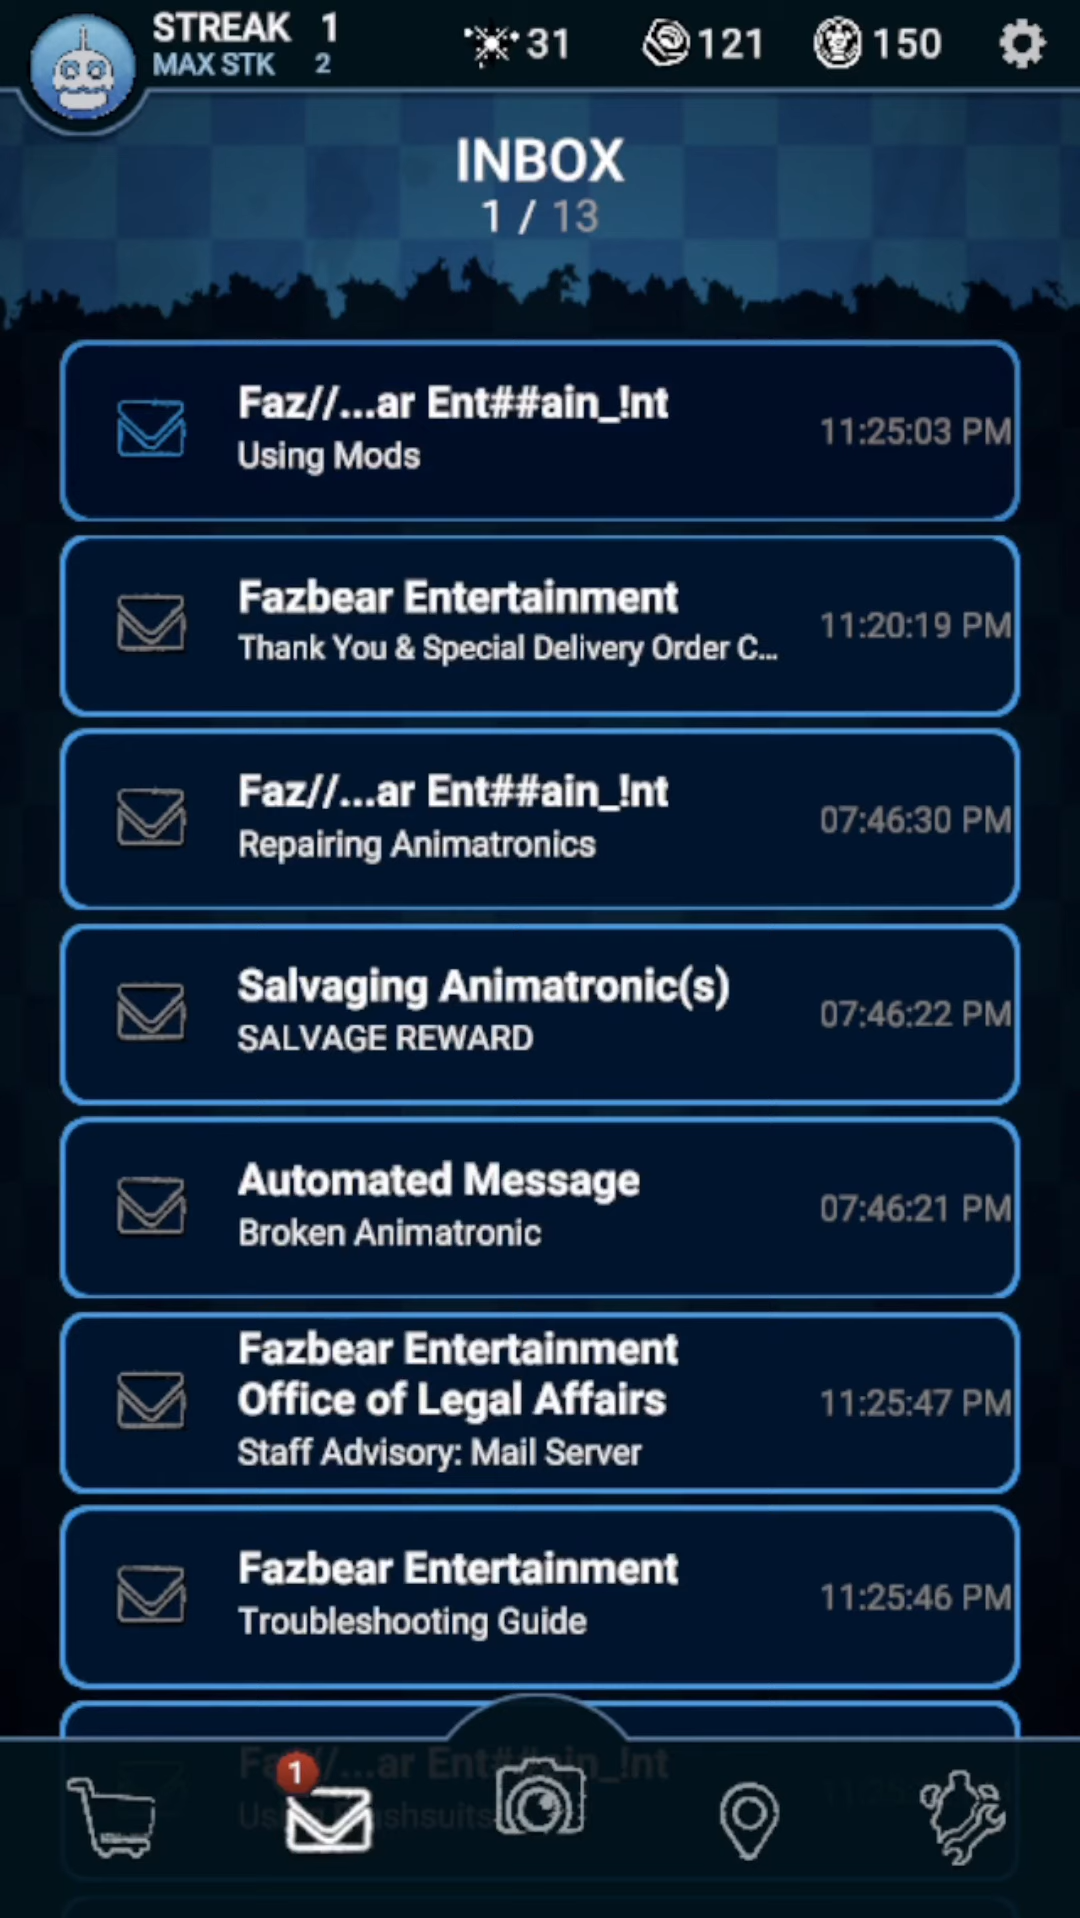 STREAK 1
MAX STK 2
31
121
150
INBOX
1 / 13
Faz//...ar Ent##ain_!nt
Using Mods
11:25:03 PM
Fazbear Entertainment
Thank You & Special Delivery Order C...
11:20:19 PM
Faz//...ar Ent##ain_!nt
Repairing Animatronics
07:46:30 PM
Salvaging Animatronic(s)
SALVAGE REWARD
07:46:22 PM
Automated Message
Broken Animatronic
07:46:21 PM
Fazbear Entertainment
Office of Legal Affairs
Staff Advisory: Mail Server
11:25:47 PM
Fazbear Entertainment
Troubleshooting Guide
11:25:46 PM
1